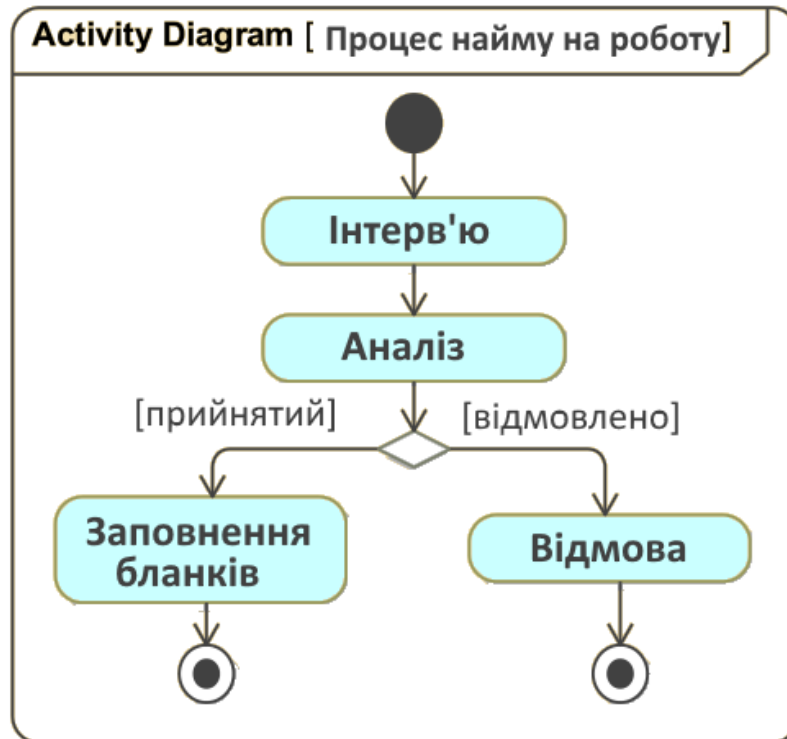 Activity Diagram [ Процес найму на роботу]
Інтерв'ю
Аналіз
[прийнятий] [відмовлено]
Заповнення
бланків
Відмова